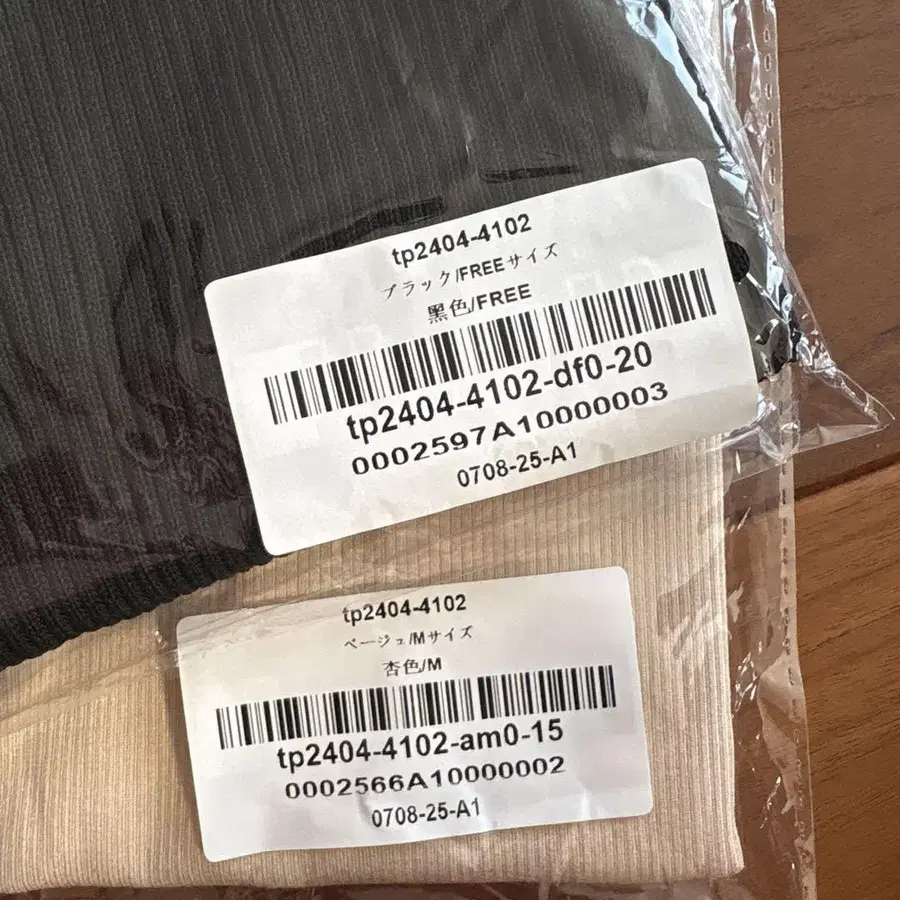 tp2404-4102
ブラック/FREEサイズ
黑色/FREE
tp2404-4102-df0-20
0002597A10000003
0708-25-A1
tp2404-4102
ベージュ/Mサイズ
杏色/M
tp2404-4102-am0-15
0002566A10000002
0708-25-A1